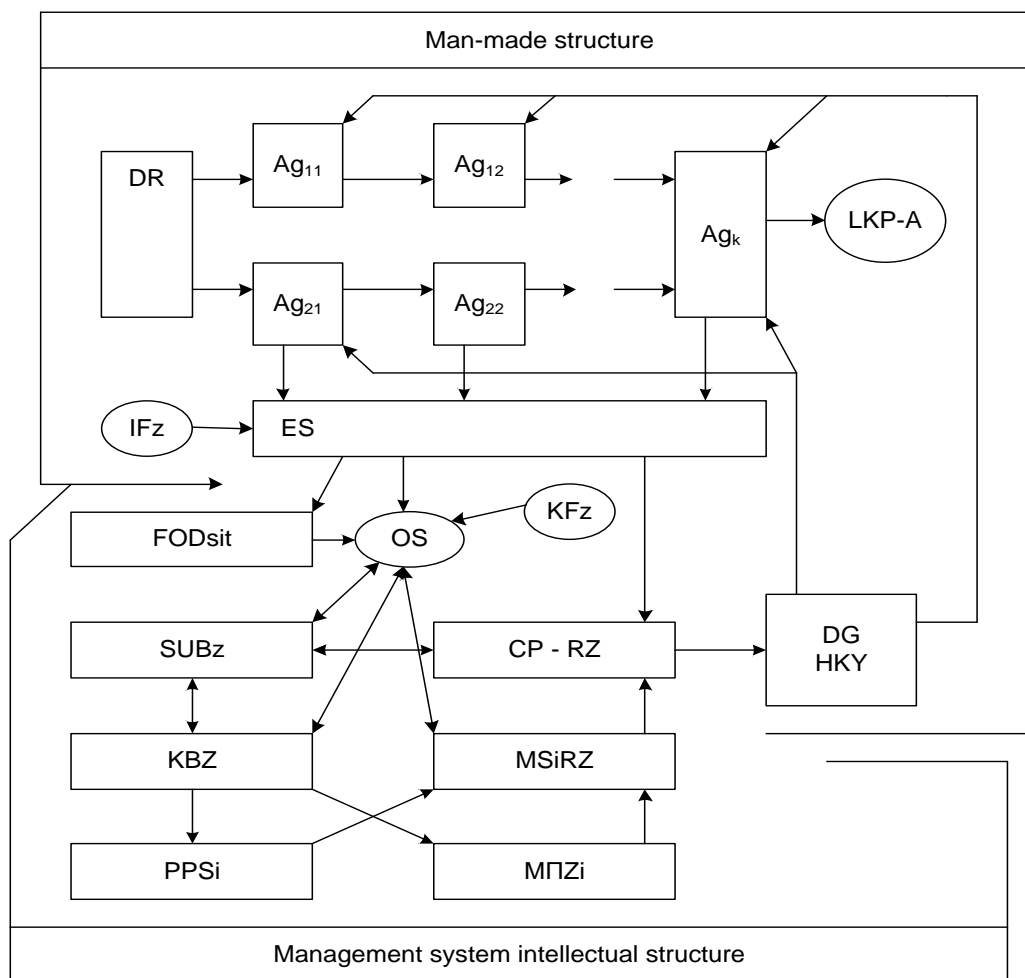 Man-made structure
DR
Ag₁₁
Ag₁₂
Agₖ
LKP-A
Ag₂₁
Ag₂₂
IFz
ES
KFz
FODsit
OS
SUBz
CP - RZ
DG
HKY
KBZ
MSiRZ
PPSi
МПZi
Management system intellectual structure